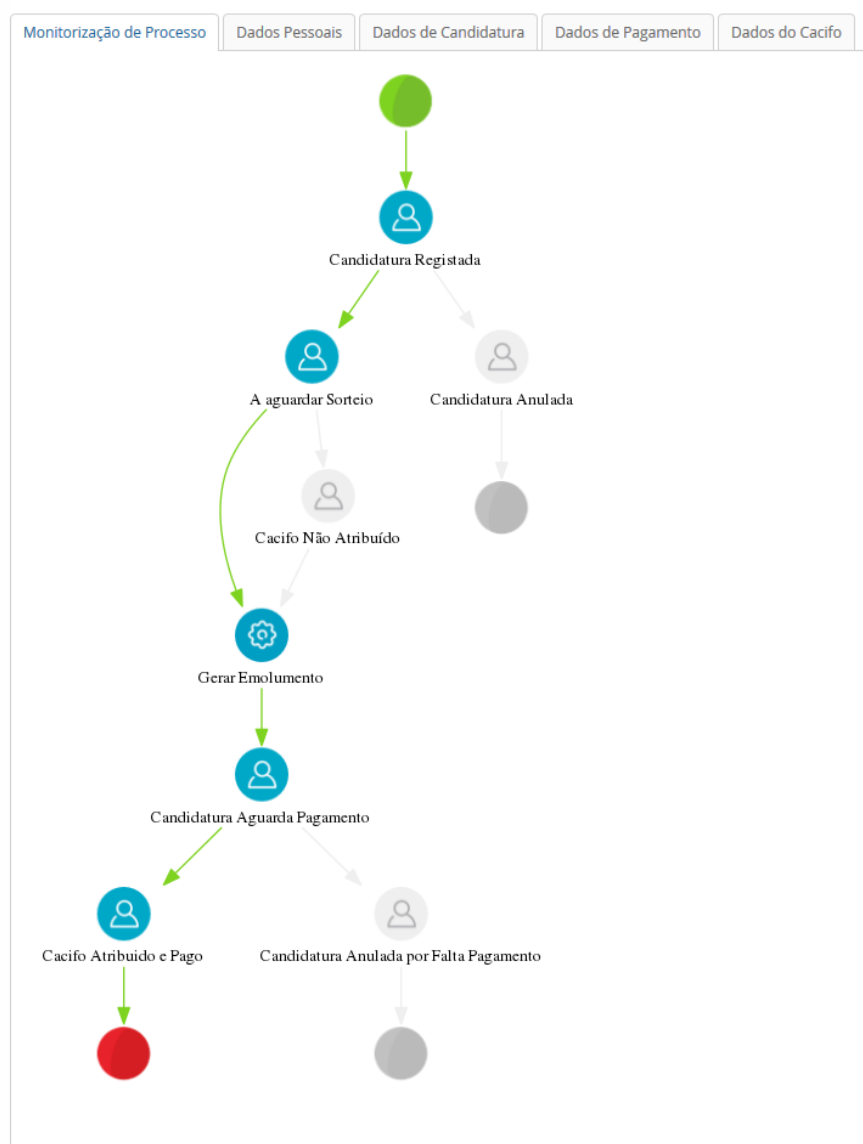 Monitorização de Processo
Dados Pessoais
Dados de Candidatura
Dados de Pagamento
Dados do Cacifo
Candidatura Registada
A aguardar Sorteio
Candidatura Anulada
Cacifo Não Atribuído
Gerar Emolumento
Candidatura Aguarda Pagamento
Cacifo Atribuido e Pago
Candidatura Anulada por Falta Pagamento